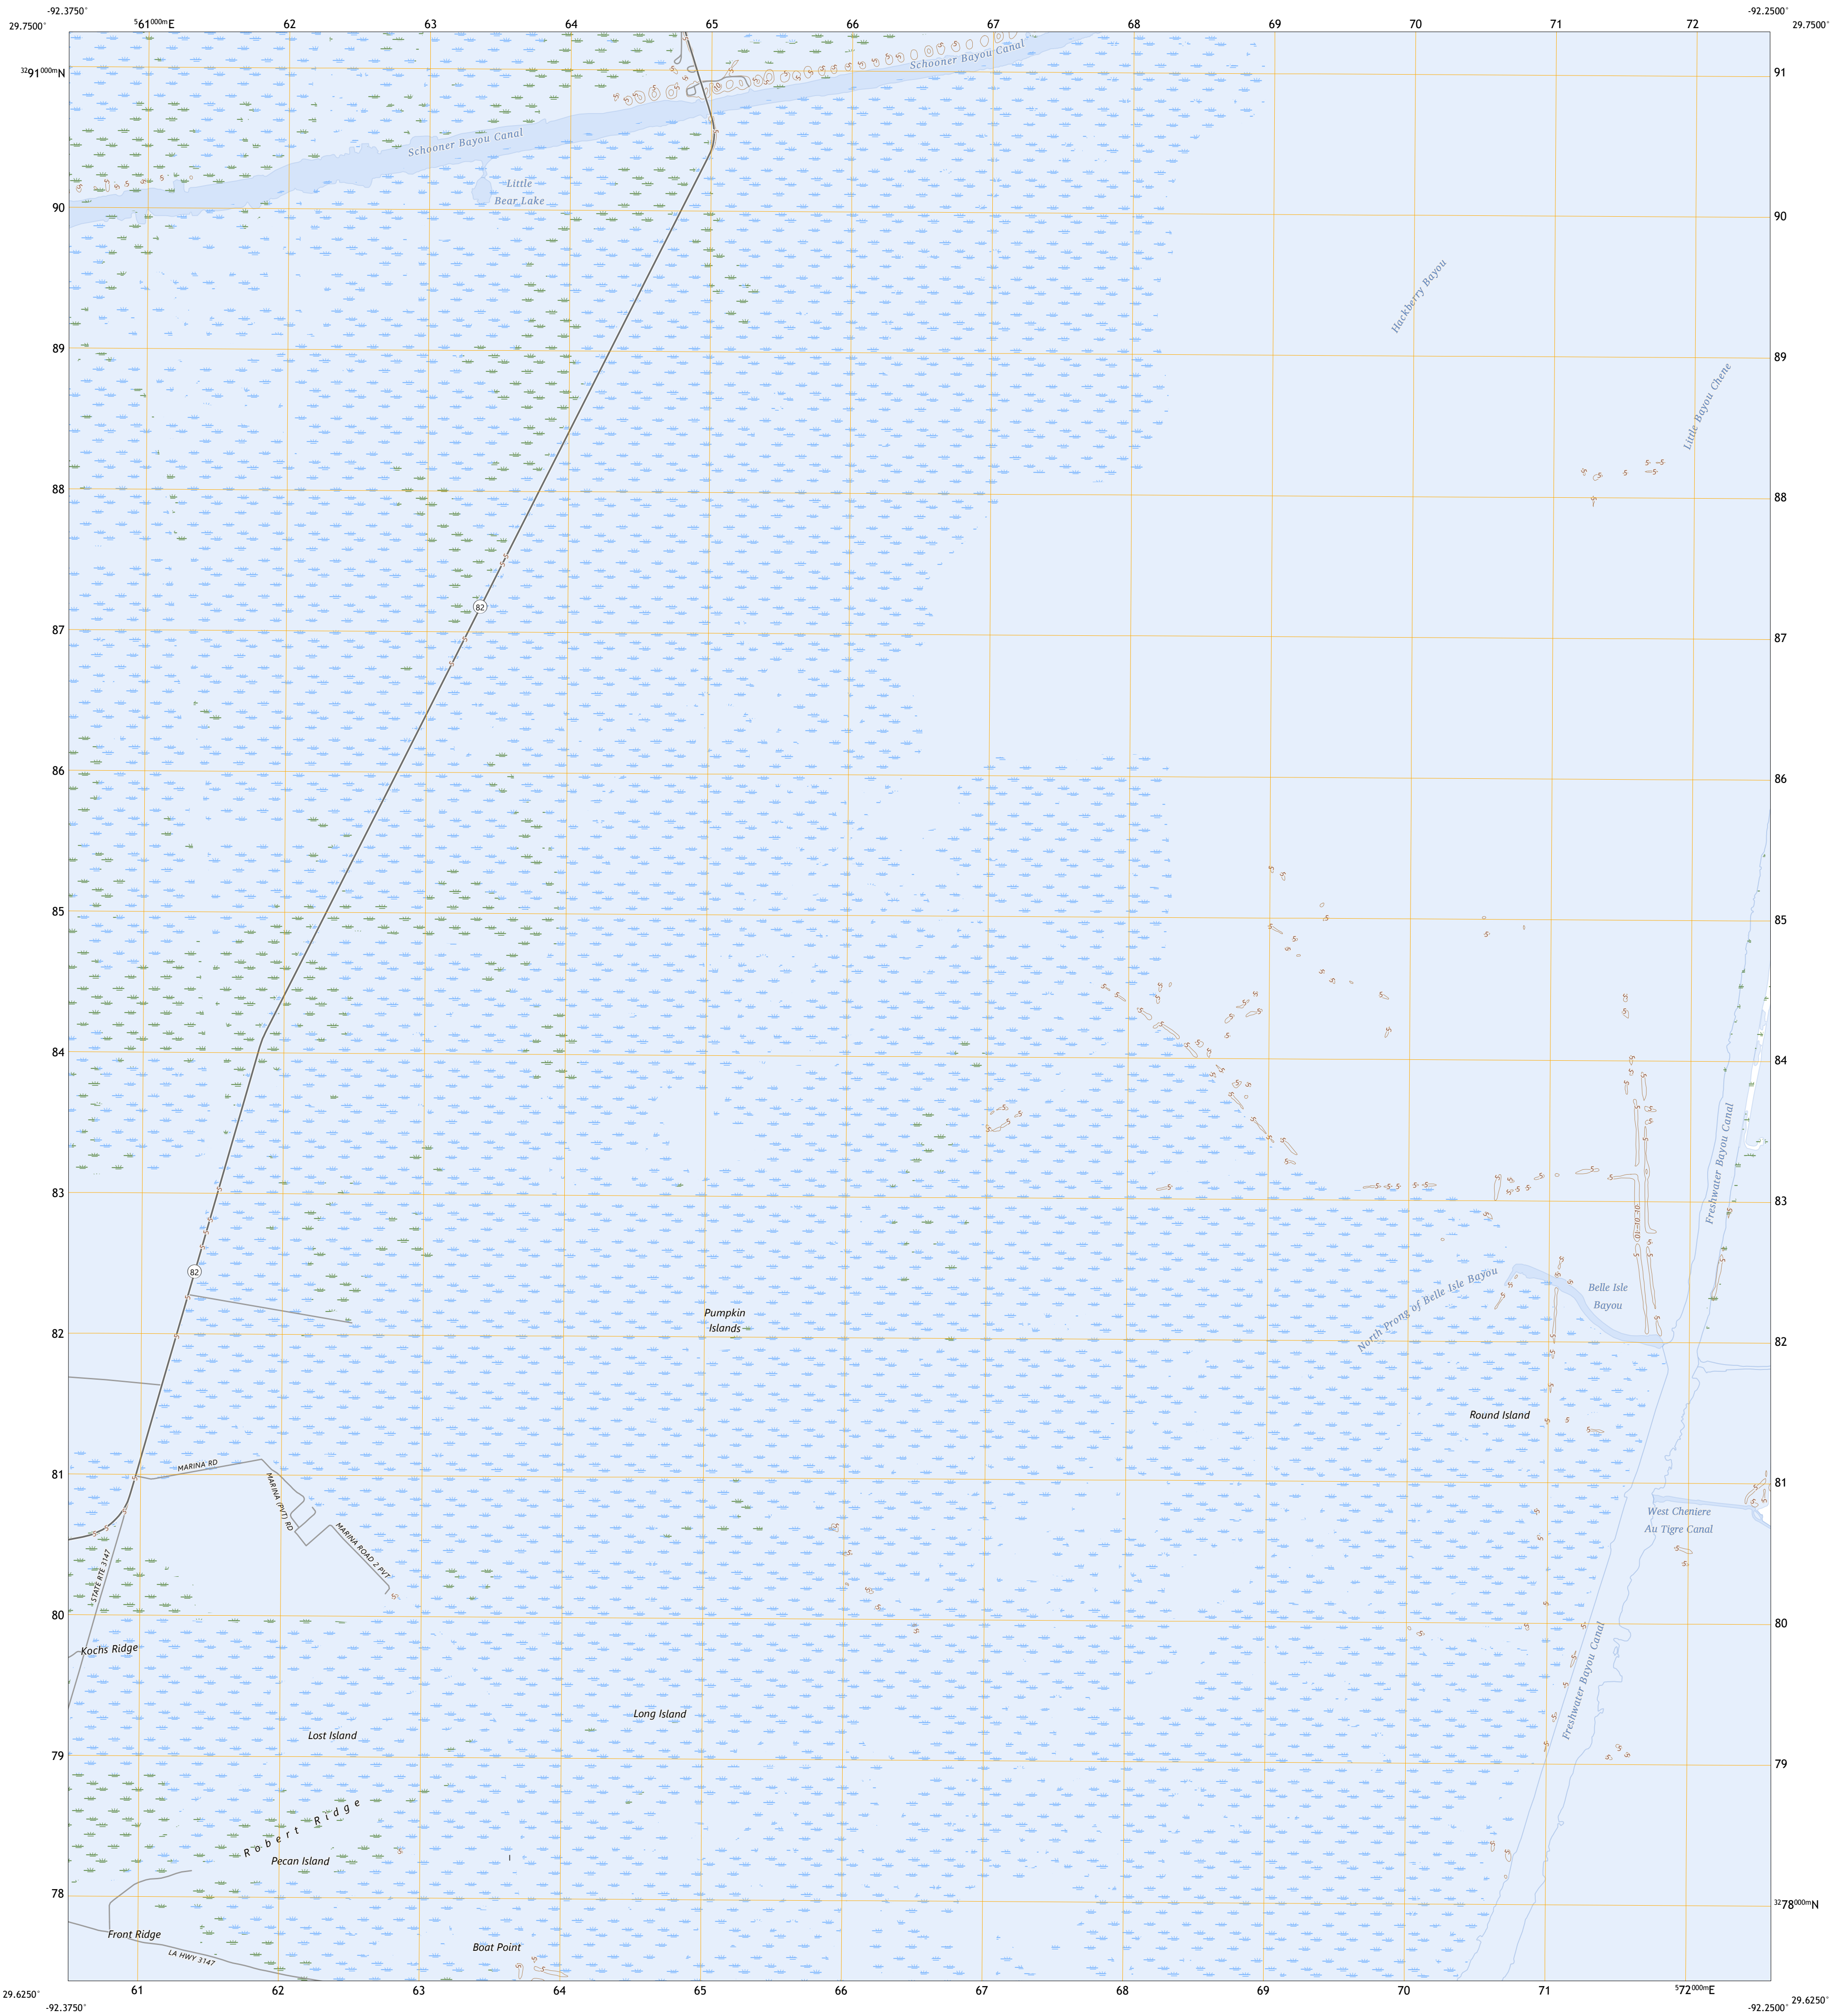 -92.3750°
-92.2500°
29.7500°
⁵61⁰⁰⁰ᵐE
62
63
64
65
66
67
68
69
70
71
72
29.7500°
³²91⁰⁰⁰ᵐN
91
Schooner Bayou Canal
10
Schooner Bayou Canal
Little
Bear Lake
90
90
Hackberry Bayou
89
89
Little Bayou Chene
88
88
82
87
87
86
86
85
85
84
84
Freshwater Bayou Canal
83
83
82
North Prong of Belle Isle Bayou
Belle Isle
Bayou
Pumpkin
Islands
82
82
Round Island
MARINA RD
81
81
MARINA (PVT) RD
West Cheniere
Au Tigre Canal
MARINA ROAD 2 PVT
STATE RTE 3147
80
80
Kochs Ridge
Freshwater Bayou Canal
Long Island
Lost Island
79
79
Robert Ridge
Pecan Island
78
³²78⁰⁰⁰ᵐN
Front Ridge
Boat Point
LA HWY 3147
29.6250°
61
62
63
64
65
66
67
68
69
70
71
⁵72⁰⁰⁰ᵐE
29.6250°
-92.3750°
-92.2500°